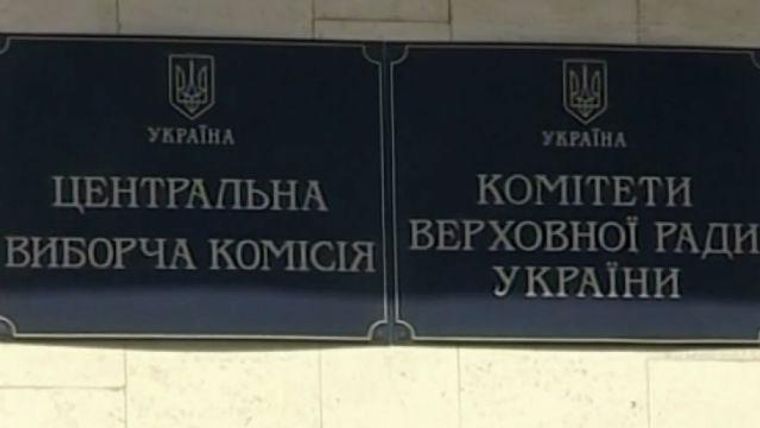 УКРАЇНА
ЦЕНТРАЛЬНА
ВИБОРЧА КОМІСІЯ
УКРАЇНА
КОМІТЕТИ
ВЕРХОВНОЇ РАДИ
УКРАЇНИ